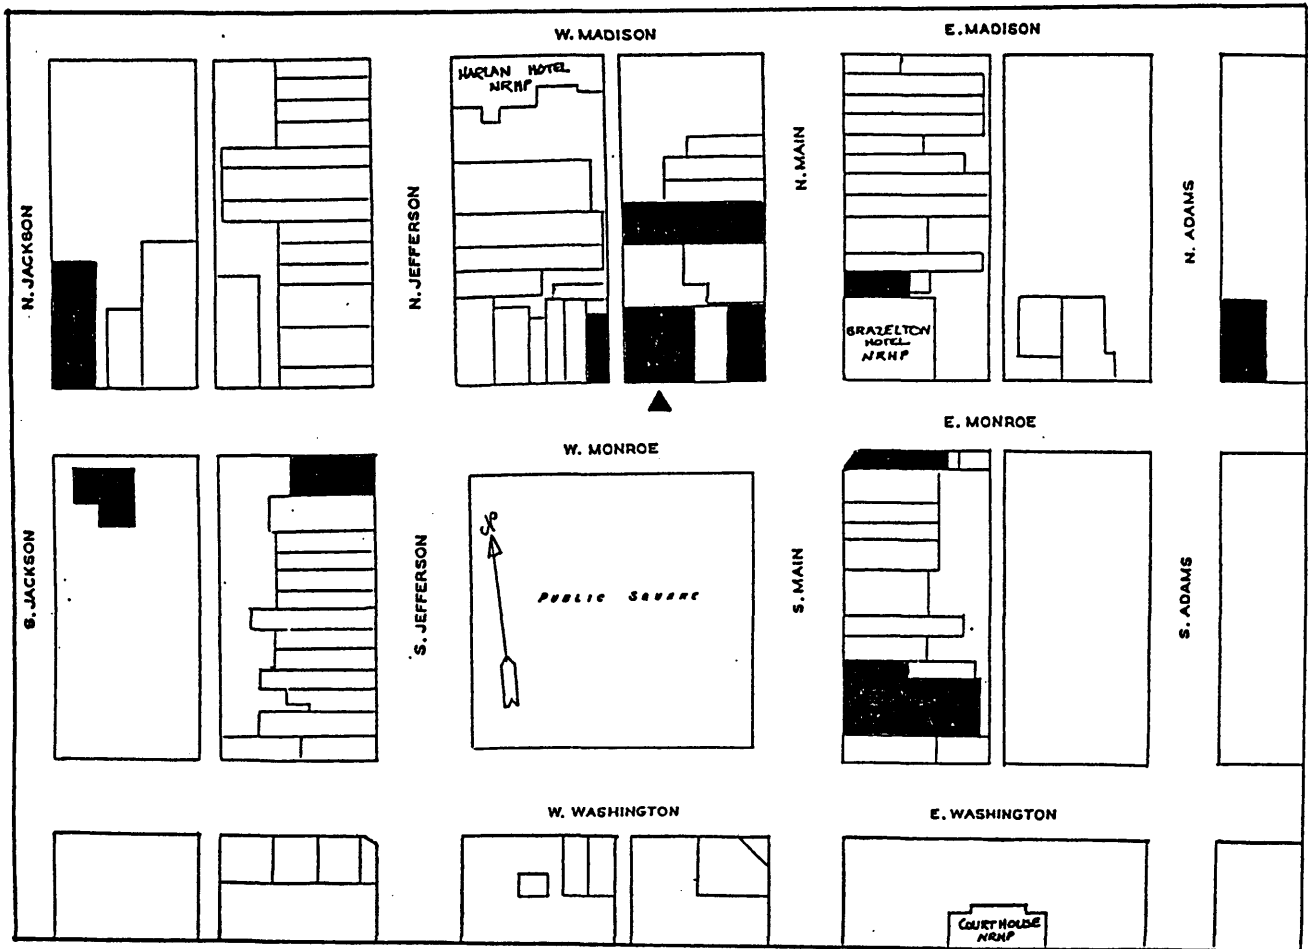 W. MADISON
E. MADISON
HARLAN HOTEL
NRHP
N. JACKSON
N. JEFFERSON
N. MAIN
N. ADAMS
BRAZELTON
HOTEL
NRHP
W. MONROE
E. MONROE
S. JACKSON
S. JEFFERSON
PUBLIC SQUARE
S. MAIN
S. ADAMS
W. WASHINGTON
E. WASHINGTON
COURTHOUSE
NRHP